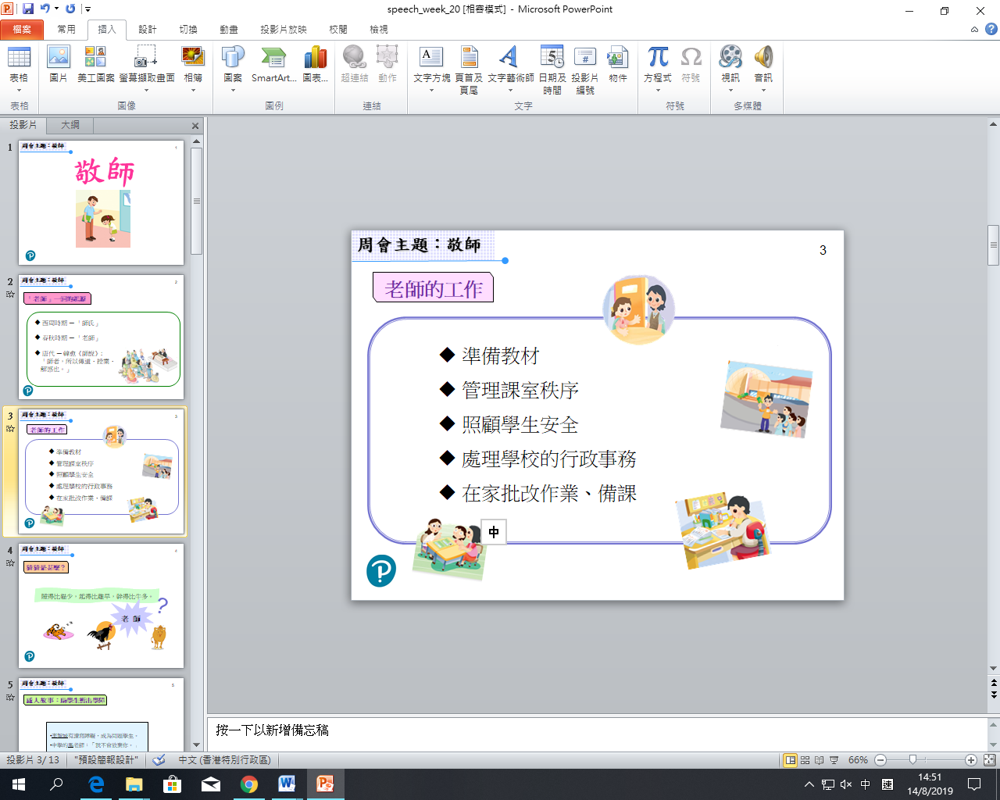 speech_week_20 [相容模式] - Microsoft PowerPoint
檔案 常用 插入 設計 切換 動畫 投影片放映 校閱 檢視
表格 圖片 美工圖案 螢幕擷取畫面 相簿 圖案 SmartArt... 圖表... 超連結 動作 文字方塊 頁首及頁尾 文字藝術師 日期及時間 投影片編號 物件 方程式 符號 視訊 音訊
表格 圖像 圖例 連結 文字 符號 多媒體
投影片 大綱
1
周會主題：敬師
1
敬師
2
周會主題：敬師
2
「老師」一詞的起源
西周時期 ─「師氏」
春秋時期 ─「老師」
唐代 ─ 韓愈《師說》：
「師者，所以傳道、授業、
解惑也。」
3
周會主題：敬師
3
老師的工作
準備教材
管理課室秩序
照顧學生安全
處理學校的行政事務
在家批改作業、備課
4
周會主題：敬師
4
猜猜是甚麼？
睡得比貓少，起得比雞早，幹得比牛多。
?
老師
5
周會主題：敬師
5
中學的馬老師：「我不會放棄你。」
周會主題：敬師
3
老師的工作
準備教材
管理課室秩序
照顧學生安全
處理學校的行政事務
在家批改作業、備課
中
按一下以新增備忘稿
投影片 3/ 13 "預設簡報設計" 中文 (香港特別行政區) 66%
中 速 14:51
14/8/2019